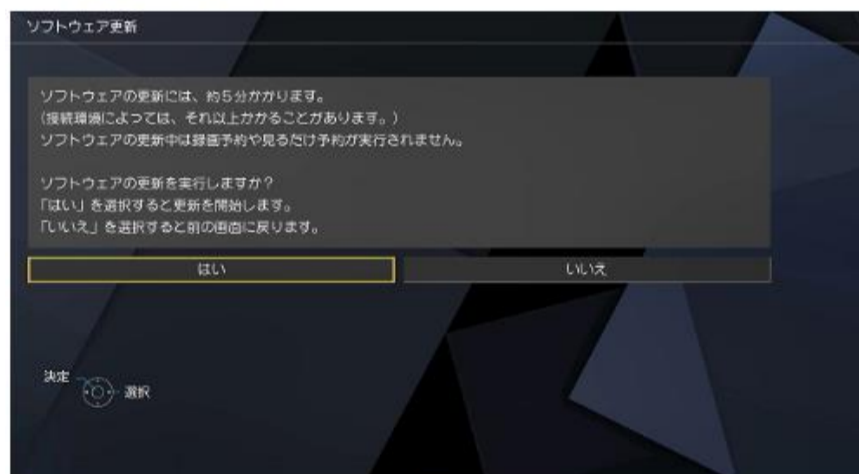 ソフトウェア更新
ソフトウェアの更新には、約5分かかります。
(接続環境によっては、それ以上かかることがあります。)
ソフトウェアの更新中は録画予約や見るだけ予約が実行されません。
ソフトウェアの更新を実行しますか?
「はい」を選択すると更新を開始します。
「いいえ」を選択すると前の画面に戻ります。
はい
いいえ
決定
選択